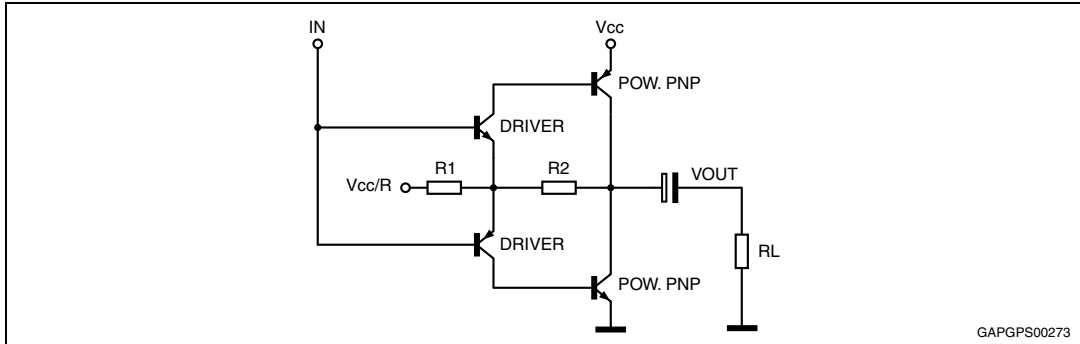 IN
Vcc
POW. PNP
DRIVER
R1
R2
Vcc/R
VOUT
DRIVER
RL
POW. PNP
GAPGPS00273